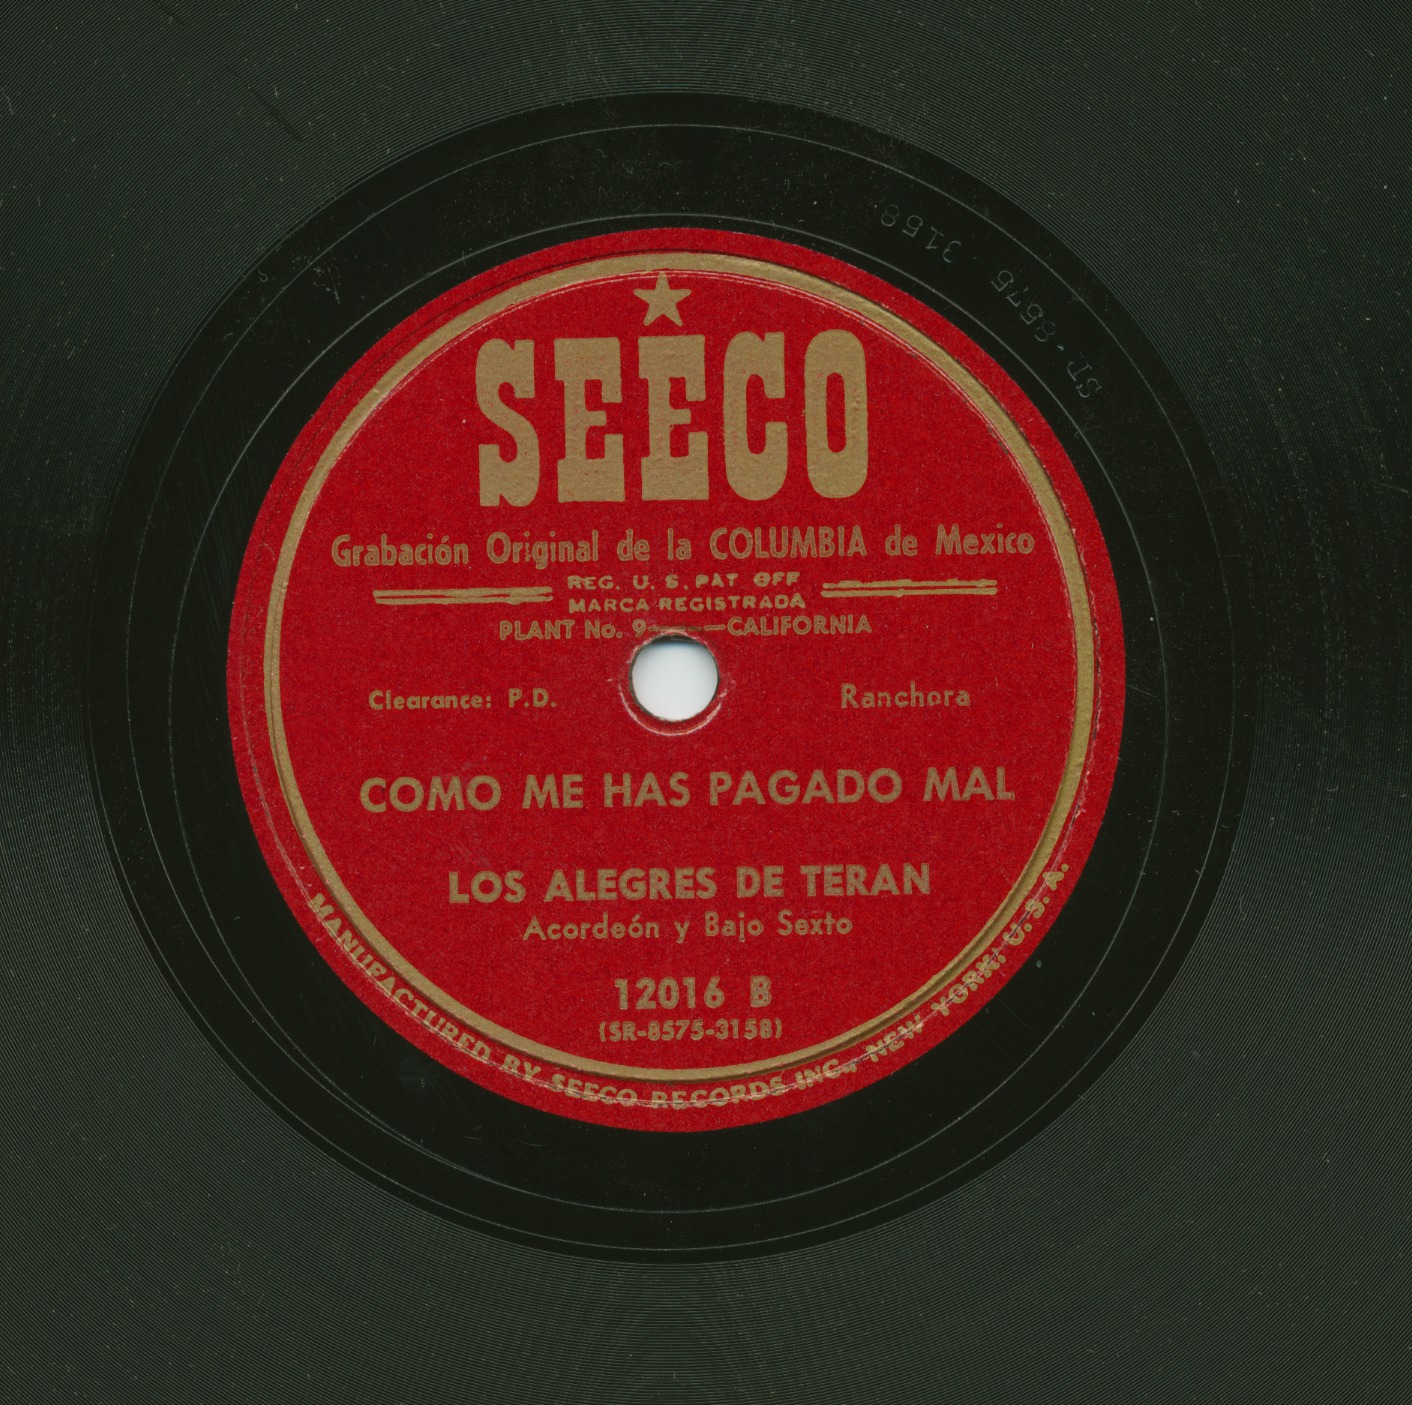 SEECO
Grabación Original de la COLUMBIA de Mexico
REG. U. S. PAT OFF
MARCA REGISTRADA
PLANT No. 9 — CALIFORNIA
Clearance: P.D.
Ranchora
COMO ME HAS PAGADO MAL
LOS ALEGRES DE TERAN
Acordeón y Bajo Sexto
12016 B
(SR-8575-3158)
MANUFACTURED BY SEECO RECORDS INC., NEW YORK, U. S. A.
SR-8575 3158